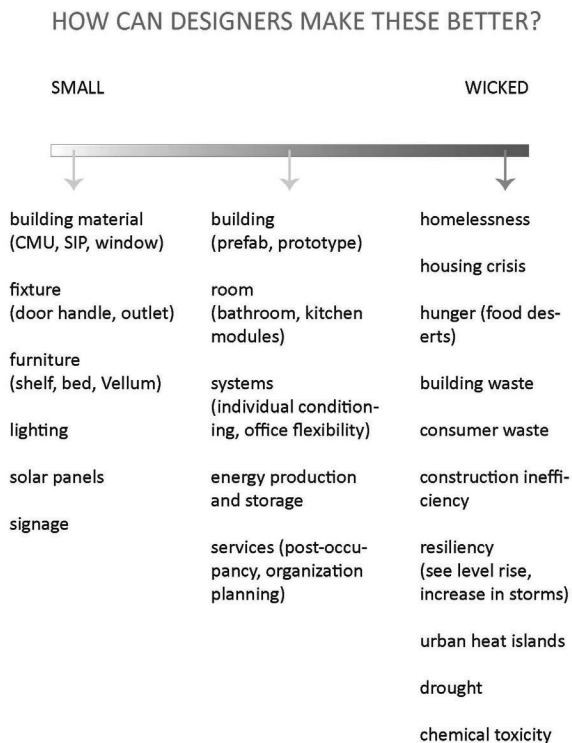 HOW CAN DESIGNERS MAKE THESE BETTER?
SMALL
WICKED
building material
(CMU, SIP, window)
fixture
(door handle, outlet)
furniture
(shelf, bed, Vellum)
lighting
solar panels
signage
building
(prefab, prototype)
room
(bathroom, kitchen
modules)
systems
(individual condition-
ing, office flexibility)
energy production
and storage
services (post-occu-
pancy, organization
planning)
homelessness
housing crisis
hunger (food des-
erts)
building waste
consumer waste
construction ineffi-
ciency
resiliency
(see level rise,
increase in storms)
urban heat islands
drought
chemical toxicity